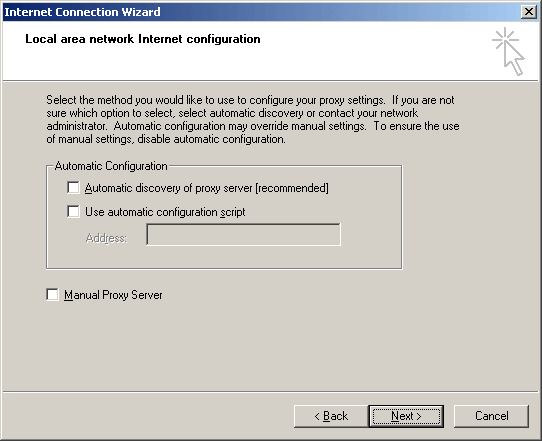 Internet Connection Wizard
Local area network Internet configuration
Select the method you would like to use to configure your proxy settings. If you are not
sure which option to select, select automatic discovery or contact your network
administrator. Automatic configuration may override manual settings. To ensure the use
of manual settings, disable automatic configuration.
Automatic Configuration
Automatic discovery of proxy server [recommended]
Use automatic configuration script
Address:
Manual Proxy Server
< Back
Next >
Cancel